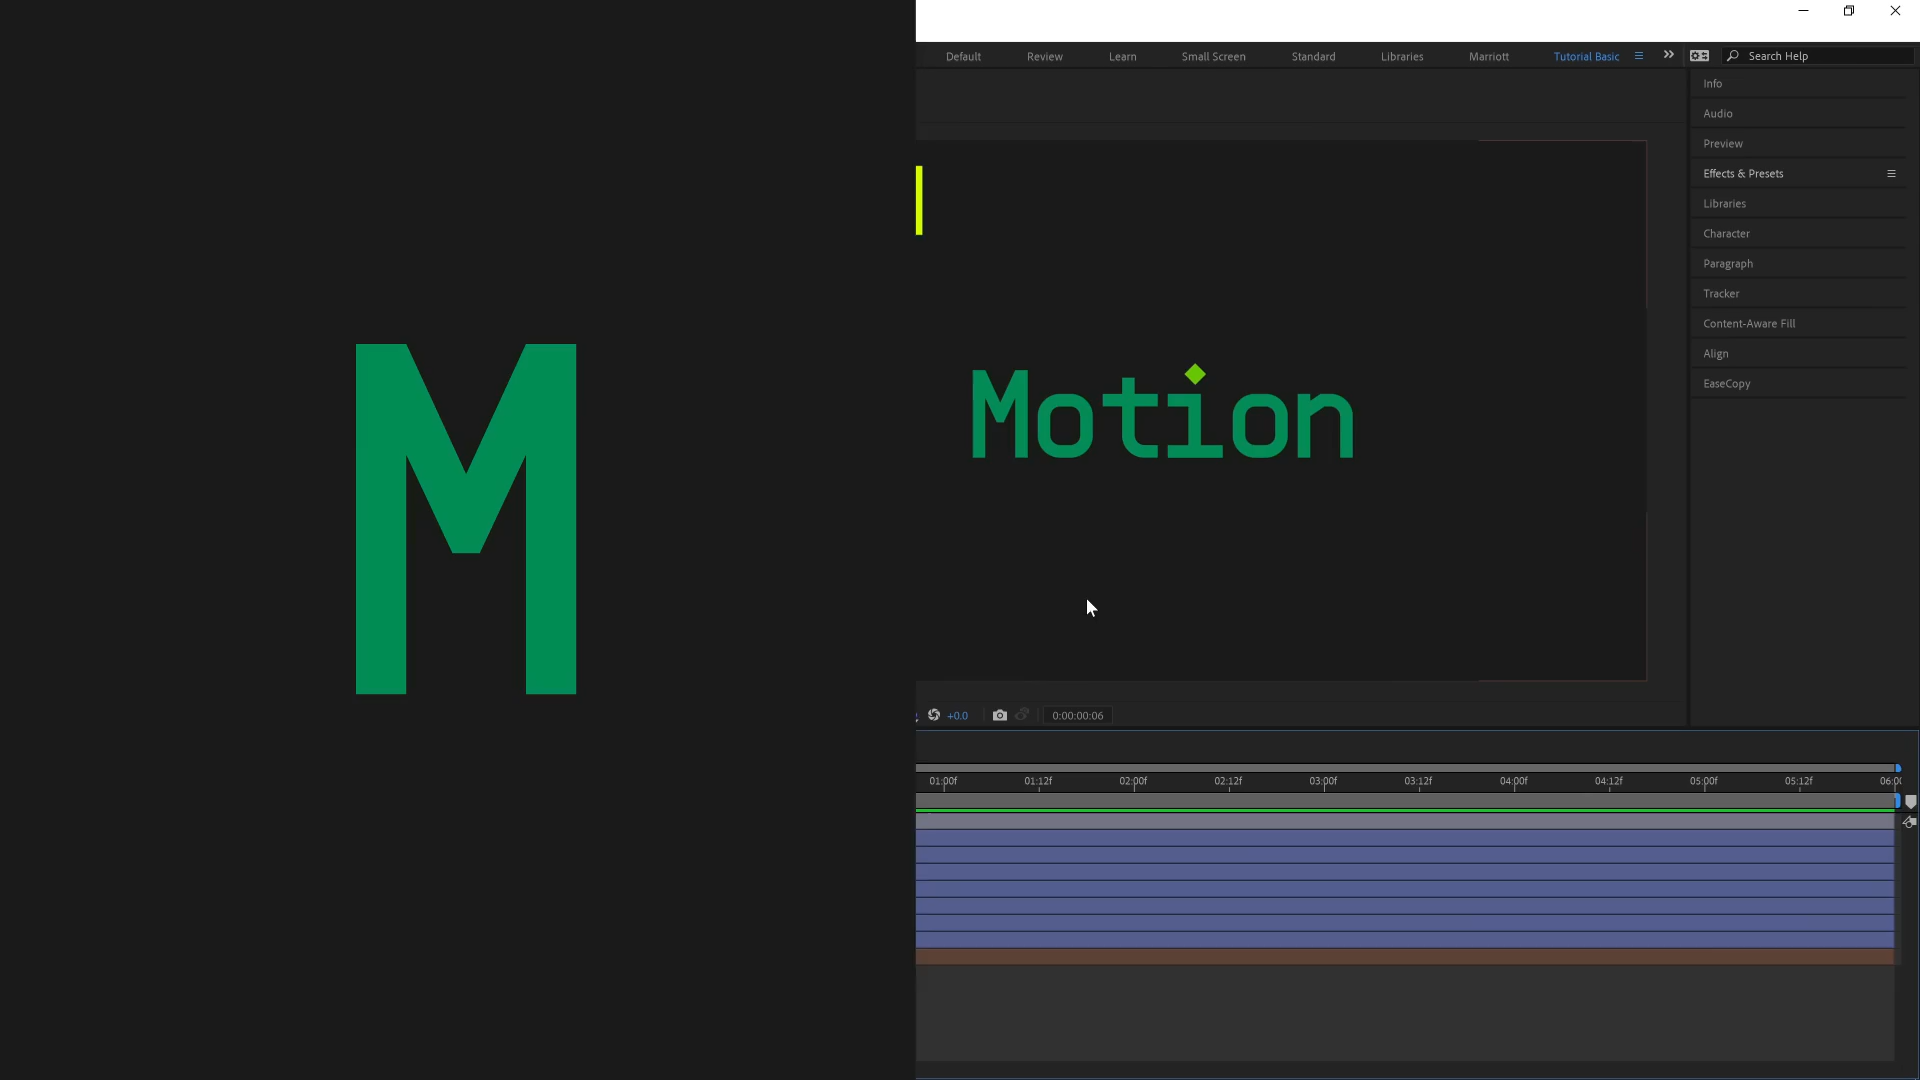 M
Default Review Learn Small Screen Standard Libraries Marriott Tutorial Basic Search Help
Info
Audio
Preview
Effects & Presets
Libraries
Character
Paragraph
Tracker
Content-Aware Fill
Align
EaseCopy
Motion
+0.0 0:00:00:06
01:00f 01:12f 02:00f 02:12f 03:00f 03:12f 04:00f 04:12f 05:00f 05:12f 06:00